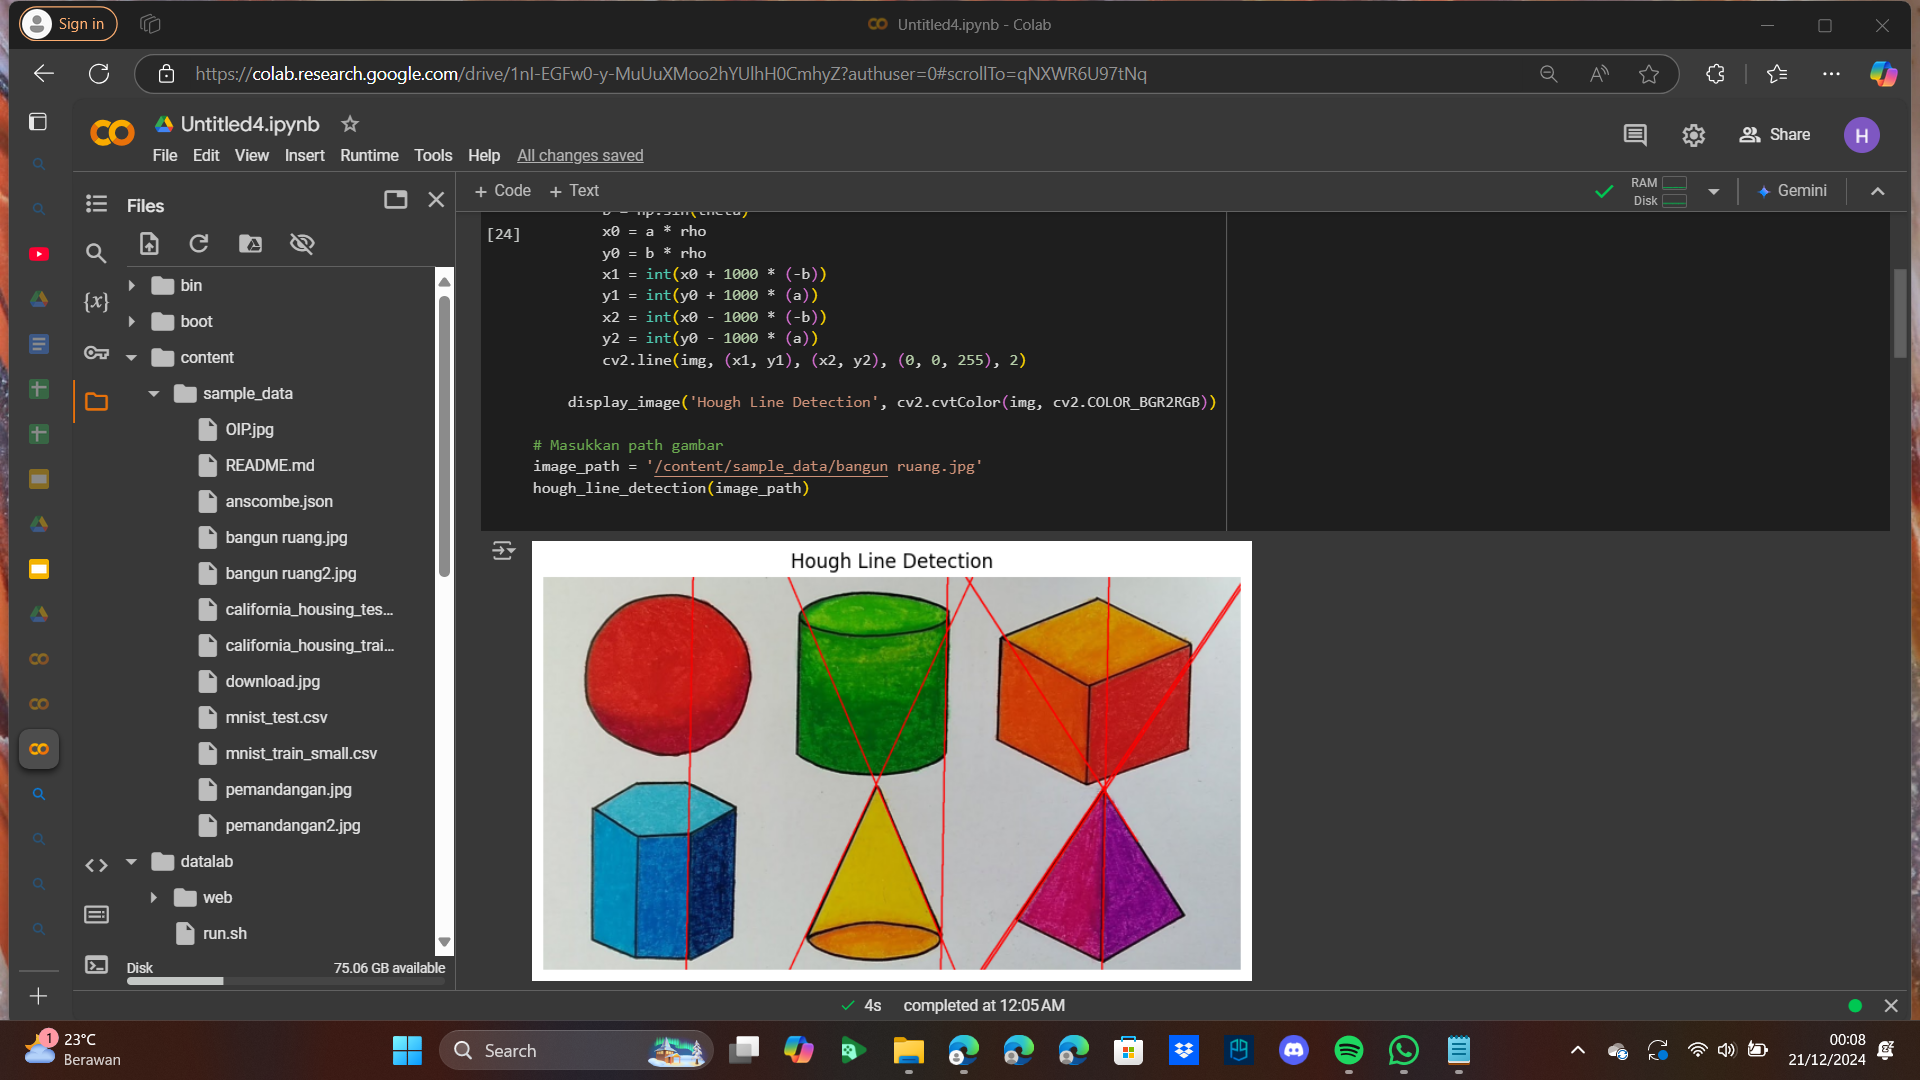 Sign in
Untitled4.ipynb - Colab
https://colab.research.google.com/drive/1nI-EGFw0-y-MuUuXMoo2hYUlhH0CmhyZ?authuser=0#scrollTo=qNXWR6U97tNq
Untitled4.ipynb
File Edit View Insert Runtime Tools Help All changes saved
Share
H
Files
+ Code + Text
RAM
Disk
Gemini
{x}
bin
boot
content
sample_data
OIP.jpg
README.md
anscombe.json
bangun ruang.jpg
bangun ruang2.jpg
california_housing_tes...
california_housing_trai...
download.jpg
mnist_test.csv
mnist_train_small.csv
pemandangan.jpg
pemandangan2.jpg
datalab
web
run.sh
Disk 75.06 GB available
[24]
b = np.sin(theta)
x0 = a * rho
y0 = b * rho
x1 = int(x0 + 1000 * (-b))
y1 = int(y0 + 1000 * (a))
x2 = int(x0 - 1000 * (-b))
y2 = int(y0 - 1000 * (a))
cv2.line(img, (x1, y1), (x2, y2), (0, 0, 255), 2)
display_image('Hough Line Detection', cv2.cvtColor(img, cv2.COLOR_BGR2RGB))
# Masukkan path gambar
image_path = '/content/sample_data/bangun ruang.jpg'
hough_line_detection(image_path)
Hough Line Detection
4s completed at 12:05 AM
1
23°C
Berawan
Search
00:08
21/12/2024